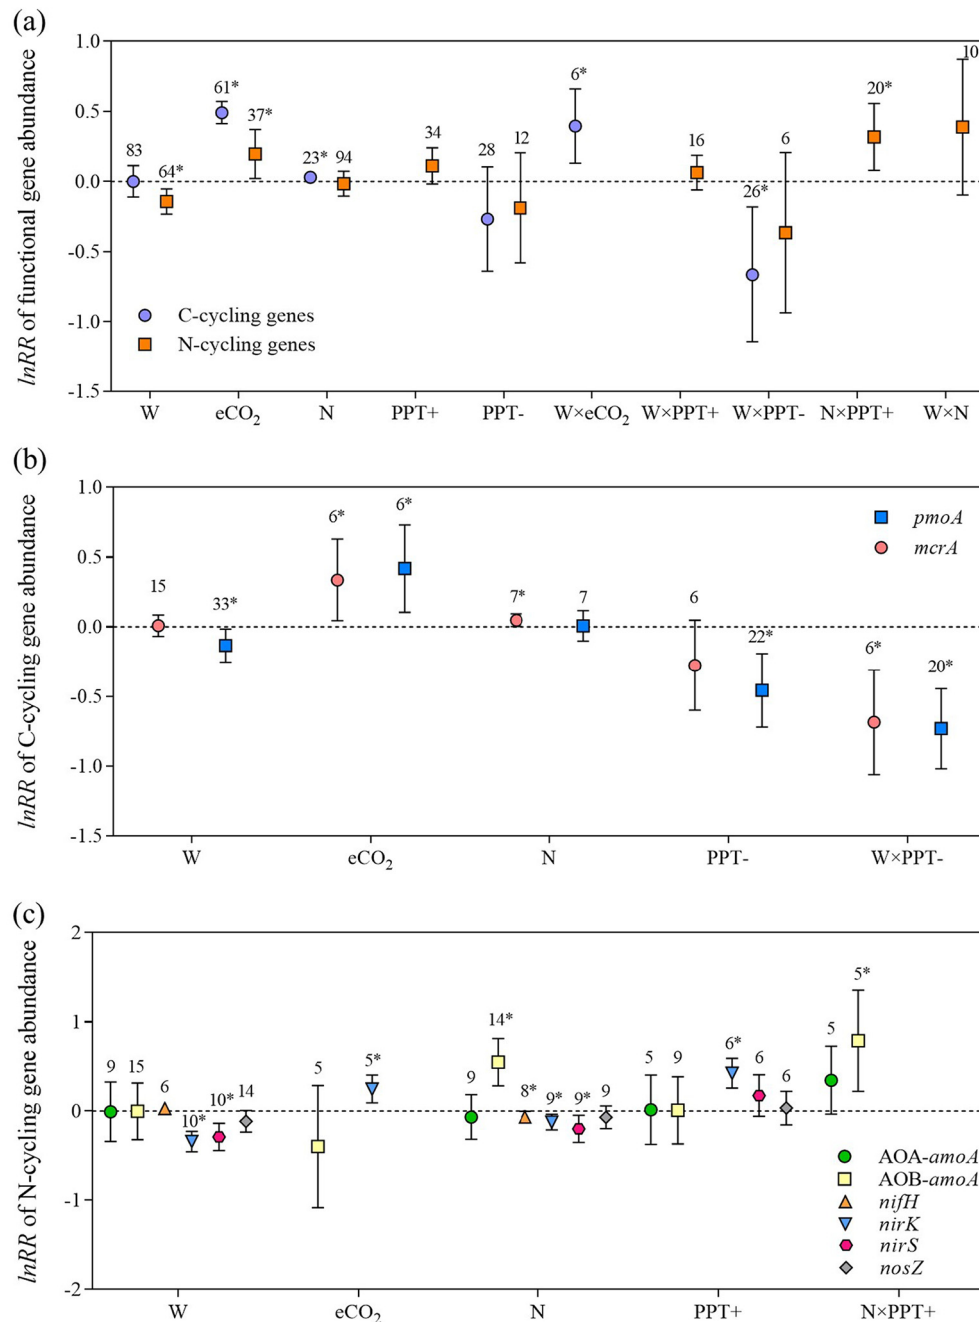 (a)
lnRR of functional gene abundance
1.0
0.5
0.0
-0.5
-1.0
-1.5
83
64*
61*
37*
23*
94
34
28
12
6*
16
26*
6
20*
10
C-cycling genes
N-cycling genes
W
eCO₂
N
PPT+
PPT-
W×eCO₂
W×PPT+
W×PPT-
N×PPT+
W×N
(b)
lnRR of C-cycling gene abundance
1.0
0.5
0.0
-0.5
-1.0
-1.5
15
33*
6*
6*
7*
7
6
22*
6*
20*
pmoA
mcrA
W
eCO₂
N
PPT-
W×PPT-
(c)
lnRR of N-cycling gene abundance
2
1
0
-1
-2
9
15
6
10*
10*
14
5
5*
9
14*
8*
9*
9*
9
5
9
6*
6
6
5
5*
AOA-amoA
AOB-amoA
nifH
nirK
nirS
nosZ
W
eCO₂
N
PPT+
N×PPT+